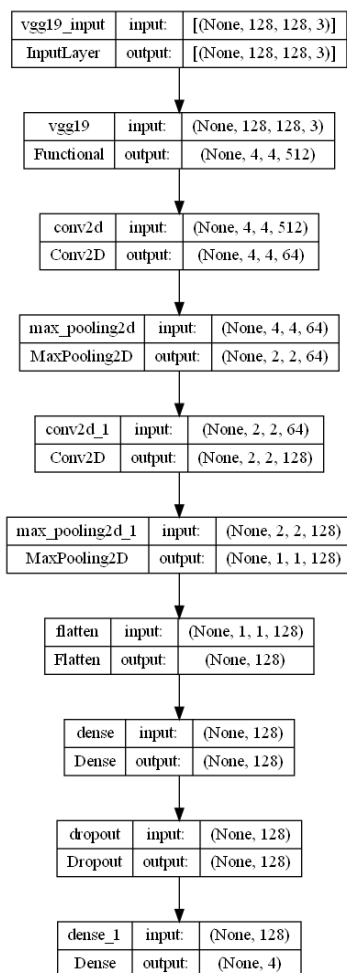 vgg19_input input: [(None, 128, 128, 3)]
InputLayer output: [(None, 128, 128, 3)]
vgg19 input: (None, 128, 128, 3)
Functional output: (None, 4, 4, 512)
conv2d input: (None, 4, 4, 512)
Conv2D output: (None, 4, 4, 64)
max_pooling2d input: (None, 4, 4, 64)
MaxPooling2D output: (None, 2, 2, 64)
conv2d_1 input: (None, 2, 2, 64)
Conv2D output: (None, 2, 2, 128)
max_pooling2d_1 input: (None, 2, 2, 128)
MaxPooling2D output: (None, 1, 1, 128)
flatten input: (None, 1, 1, 128)
Flatten output: (None, 128)
dense input: (None, 128)
Dense output: (None, 128)
dropout input: (None, 128)
Dropout output: (None, 128)
dense_1 input: (None, 128)
Dense output: (None, 4)